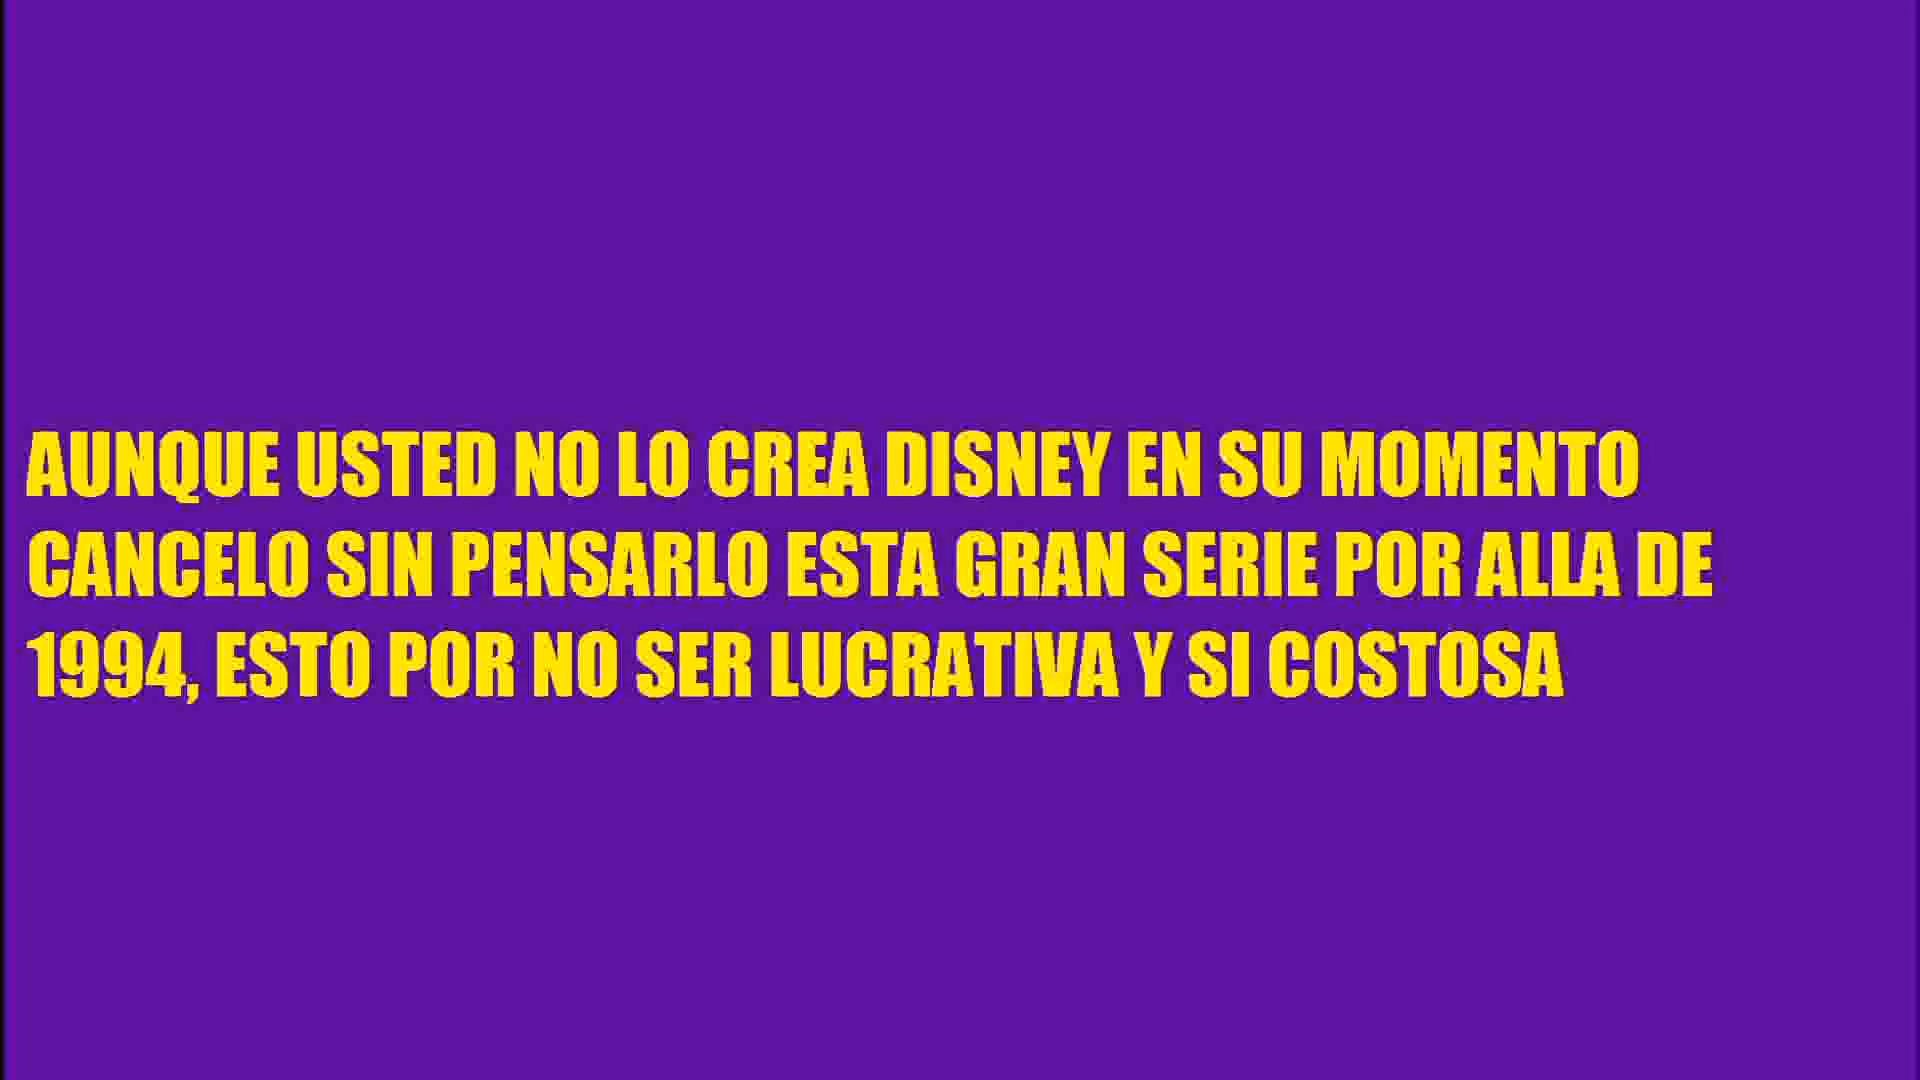 AUNQUE USTED NO LO CREA DISNEY EN SU MOMENTO
CANCELO SIN PENSARLO ESTA GRAN SERIE POR ALLA DE
1994, ESTO POR NO SER LUCRATIVA Y SI COSTOSA